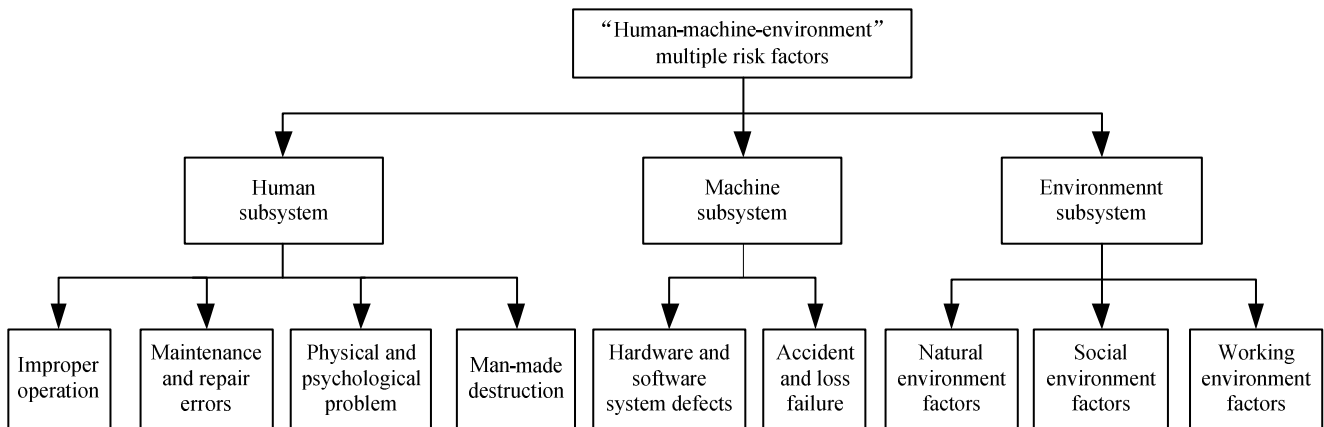 “Human-machine-environment”
multiple risk factors
Human
subsystem
Machine
subsystem
Environmennt
subsystem
Improper
operation
Maintenance
and repair
errors
Physical and
psychological
problem
Man-made
destruction
Hardware and
software
system defects
Accident
and loss
failure
Natural
environment
factors
Social
environment
factors
Working
environment
factors